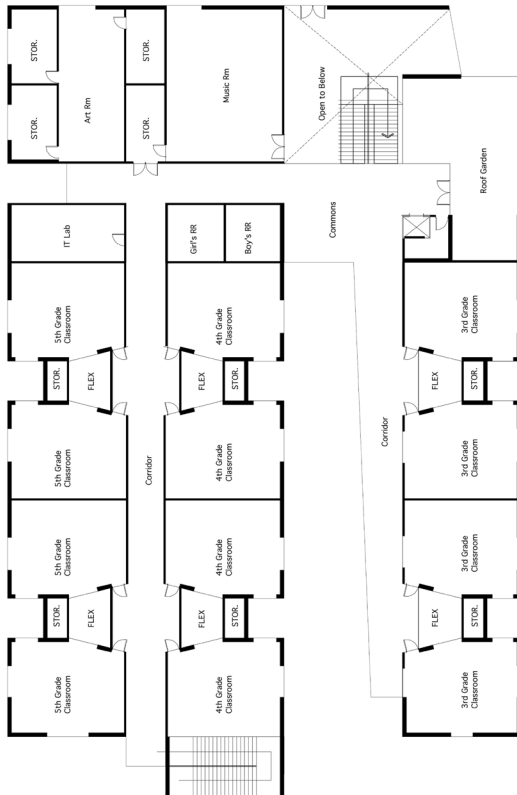 STOR.
STOR.
Art Rm
STOR.
STOR.
Music Rm
Open to Below
Roof Garden
IT Lab
Girl's RR
Boy's RR
Commons
5th Grade
Classroom
4th Grade
Classroom
3rd Grade
Classroom
STOR.
FLEX
FLEX
STOR.
FLEX
STOR.
5th Grade
Classroom
Corridor
4th Grade
Classroom
Corridor
3rd Grade
Classroom
5th Grade
Classroom
4th Grade
Classroom
3rd Grade
Classroom
STOR.
FLEX
FLEX
STOR.
FLEX
STOR.
5th Grade
Classroom
4th Grade
Classroom
3rd Grade
Classroom